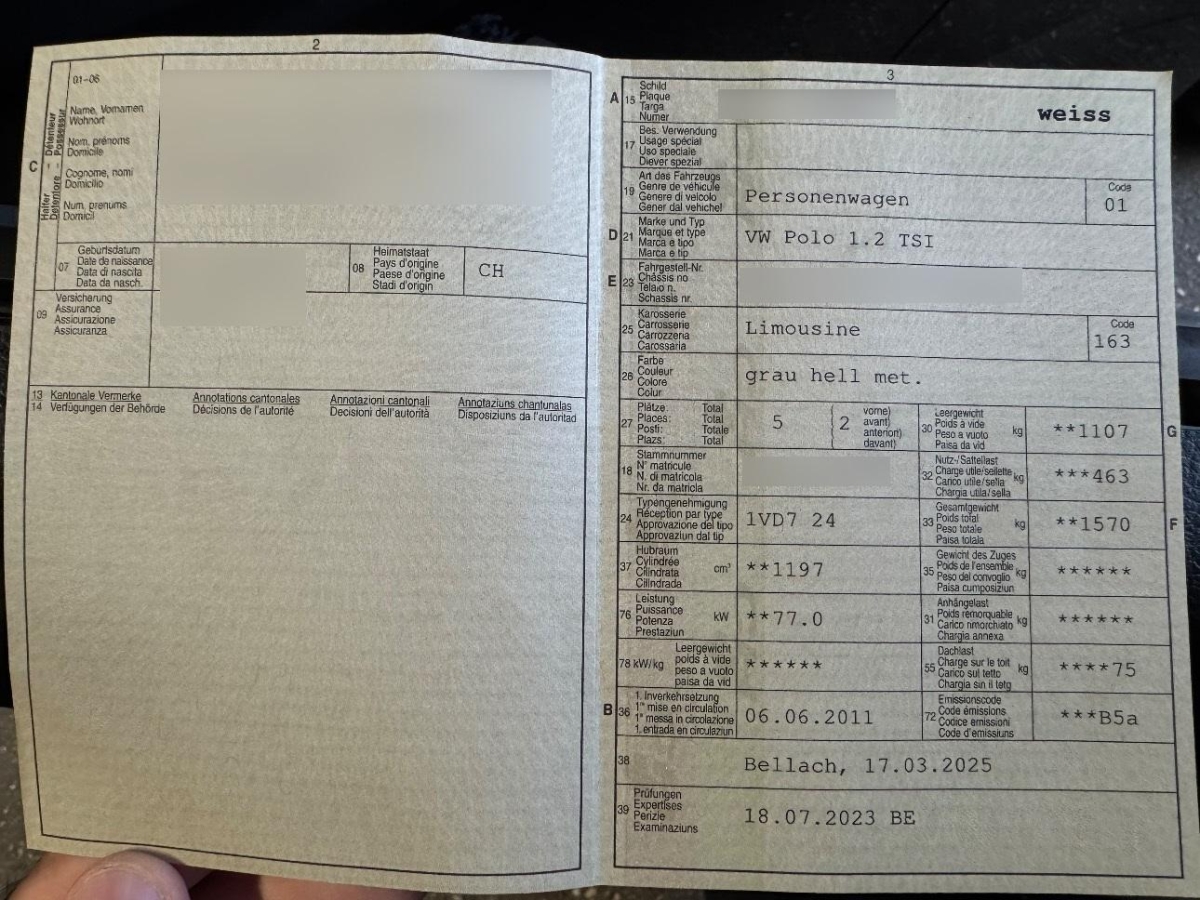 2
01-06
Name, Vornamen
Wohnort
Nom, prénoms
Domicile
Cognome, nomi
Domicilio
Num, prenums
Domicil
C
Halter – Détenteur
Detentore – Possessur
07
Geburtsdatum
Date de naissance
Data di nascita
Data da nasch.
08
Heimatstaat
Pays d'origine
Paese d'origine
Stadi d'origin
CH
09
Versicherung
Assurance
Assicurazione
Assicuranza
13 Kantonale Vermerke
14 Verfügungen der Behörde
Annotations cantonales
Décisions de l'autorité
Annotazioni cantonali
Decisioni dell'autorità
Annotaziuns chantunalas
Disposiziuns da l'autoritad
3
A
15
Schild
Plaque
Targa
Numer
weiss
17
Bes. Verwendung
Usage spécial
Uso speciale
Diever spezial
19
Art des Fahrzeugs
Genre de véhicule
Genere di veicolo
Gener dal vehichel
Personenwagen
Code
01
D
21
Marke und Typ
Marque et type
Marca e tipo
Marca e tip
VW Polo 1.2 TSI
E
23
Fahrgestell-Nr.
Châssis no
Telaio n.
Schassis nr.
25
Karosserie
Carrosserie
Carrozzeria
Carossaria
Limousine
Code
163
26
Farbe
Couleur
Colore
Colur
grau hell met.
27
Plätze: Total
Places: Total
Posti: Totale
Plazs: Total
5
(2
vorne)
avant)
anteriori)
davant)
30
Leergewicht
Poids à vide
Peso a vuoto
Paisa da vid
kg
**1107
G
18
Stammnummer
N° matricule
N. di matricola
Nr. da matricla
32
Nutz-/Sattellast
Charge utile/sellette
Carico utile/sella
Chargia utila/sella
kg
***463
24
Typengenehmigung
Réception par type
Approvazione del tipo
Approvaziun dal tip
1VD7 24
33
Gesamtgewicht
Poids total
Peso totale
Paisa totala
kg
**1570
F
37
Hubraum
Cylindrée
Cilindrata
Cilindrada
cm³
**1197
35
Gewicht des Zuges
Poids de l'ensemble
Peso del convoglio
Paisa cumposiziun
kg
******
76
Leistung
Puissance
Potenza
Prestaziun
kW
**77.0
31
Anhängelast
Poids remorquable
Carico rimorchiato
Chargia annexa
kg
******
78 kW/kg
Leergewicht
poids à vide
peso a vuoto
paisa da vid
******
55
Dachlast
Charge sur le toit
Carico sul tetto
Chargia sin il tetg
kg
****75
B
36
1. Inverkehrsetzung
1re mise en circulation
1a messa in circolazione
1. entrada en circulaziun
06.06.2011
72
Emissionscode
Code émissions
Codice emissioni
Code d'emissiuns
***B5a
38
Bellach, 17.03.2025
39
Prüfungen
Expertises
Perizie
Examinaziuns
18.07.2023 BE